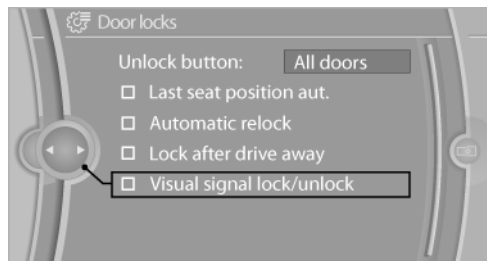 Door locks
Unlock button: All doors
Last seat position aut.
Automatic relock
Lock after drive away
Visual signal lock/unlock